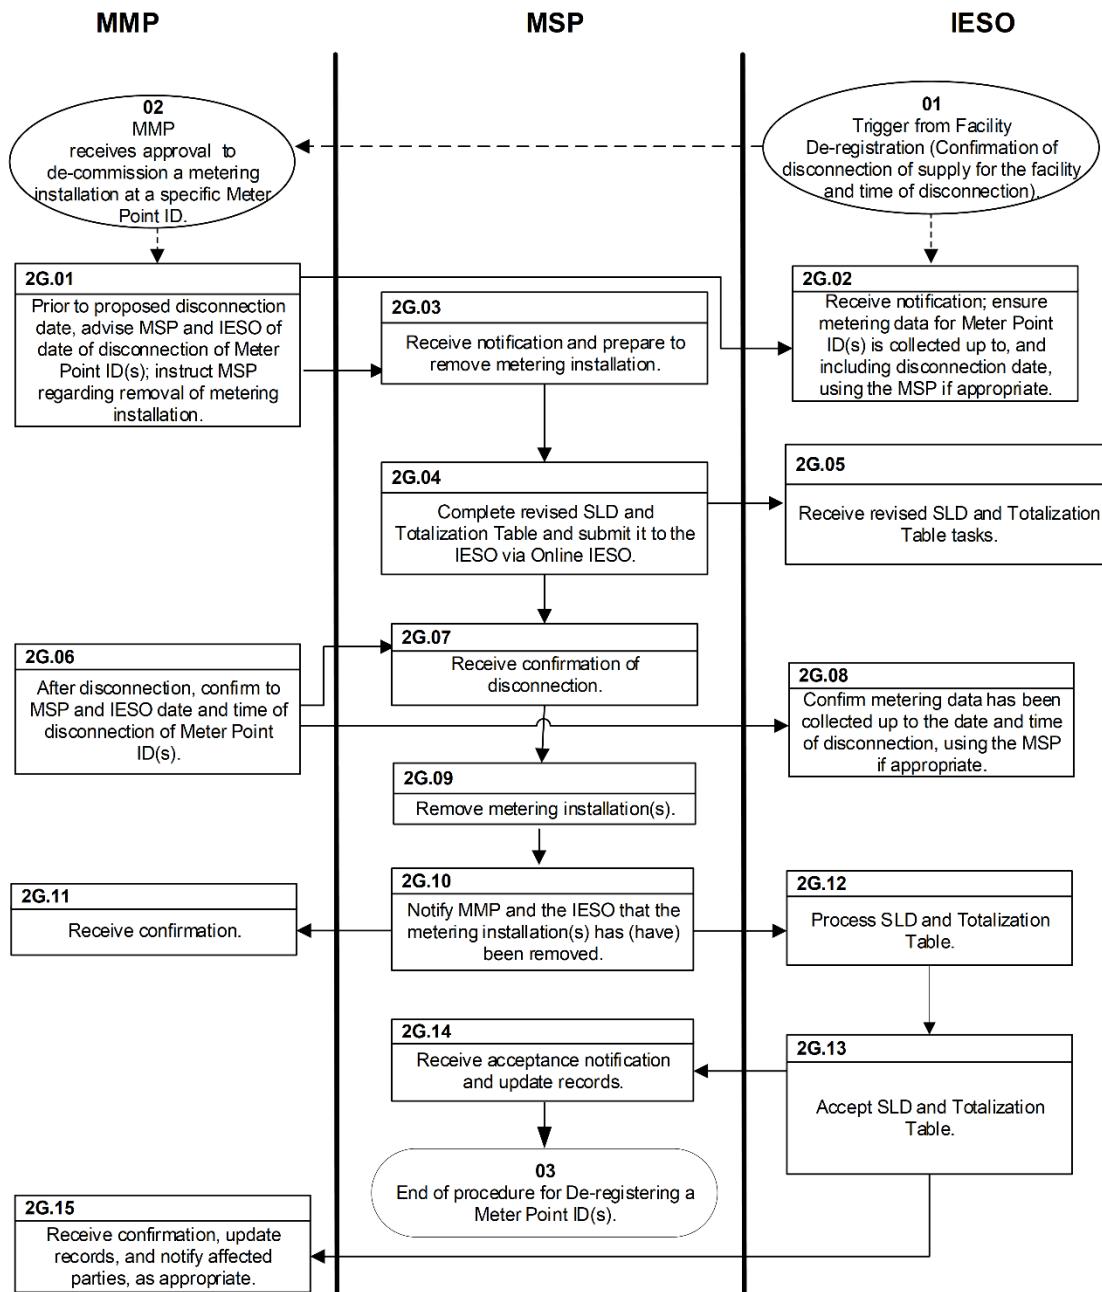 MMP
MSP
IESO
02
MMP
receives approval to
de-commission a metering
installation at a specific Meter
Point ID.
01
Trigger from Facility
De-registration (Confirmation of
disconnection of supply for the facility
and time of disconnection).
2G.01
Prior to proposed disconnection
date, advise MSP and IESO of
date of disconnection of Meter
Point ID(s); instruct MSP
regarding removal of metering
installation.
2G.03
Receive notification and prepare to
remove metering installation.
2G.02
Receive notification; ensure
metering data for Meter Point
ID(s) is collected up to, and
including disconnection date,
using the MSP if appropriate.
2G.04
Complete revised SLD and
Totalization Table and submit it to the
IESO via Online IESO.
2G.05
Receive revised SLD and Totalization
Table tasks.
2G.06
After disconnection, confirm to
MSP and IESO date and time of
disconnection of Meter Point
ID(s).
2G.07
Receive confirmation of
disconnection.
2G.08
Confirm metering data has been
collected up to the date and time
of disconnection, using the MSP
if appropriate.
2G.09
Remove metering installation(s).
2G.11
Receive confirmation.
2G.10
Notify MMP and the IESO that the
metering installation(s) has (have)
been removed.
2G.12
Process SLD and Totalization
Table.
2G.14
Receive acceptance notification
and update records.
2G.13
Accept SLD and Totalization
Table.
03
End of procedure for De-registering a
Meter Point ID(s).
2G.15
Receive confirmation, update
records, and notify affected
parties, as appropriate.